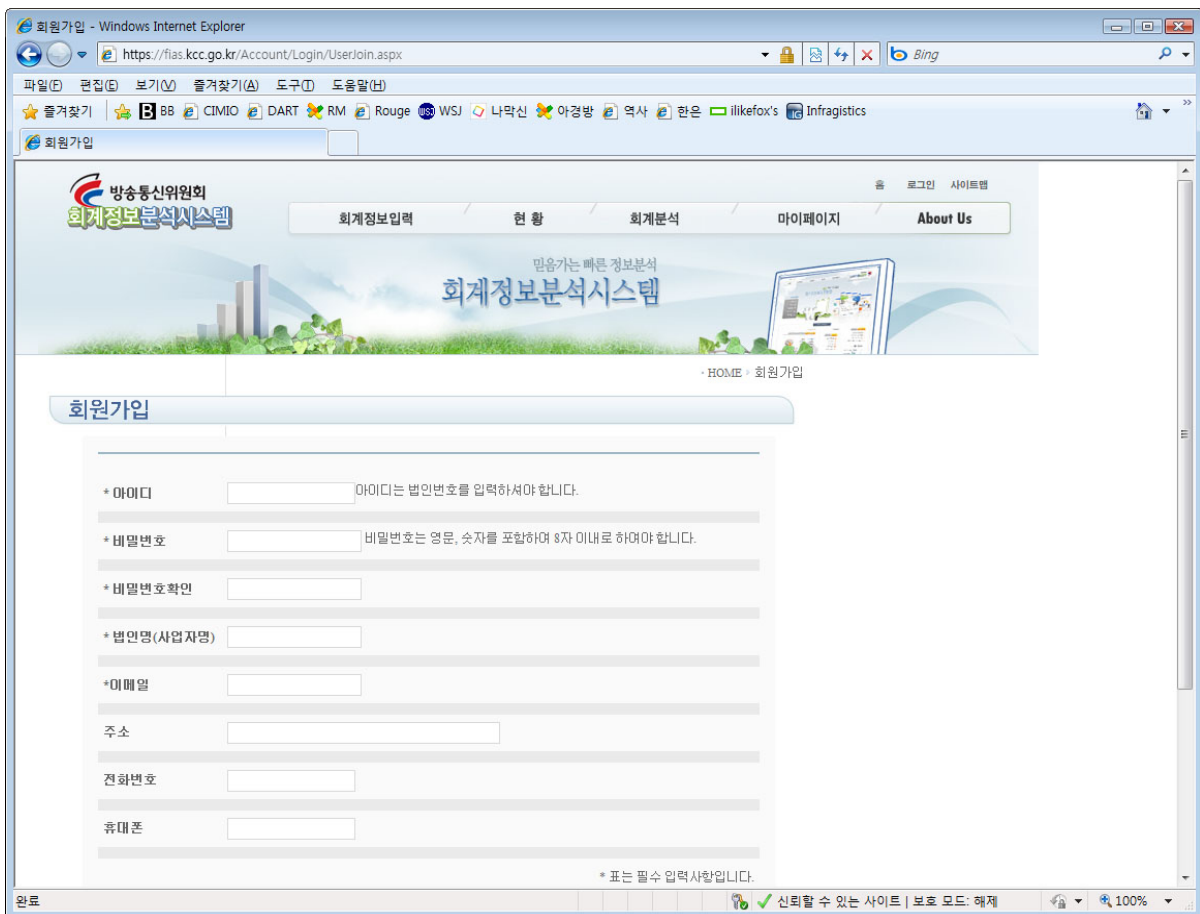 회원가입 - Windows Internet Explorer
https://fias.kcc.go.kr/Account/Login/UserJoin.aspx
Bing
파일(F) 편집(E) 보기(V) 즐겨찾기(A) 도구(T) 도움말(H)
즐겨찾기 BB CIMIO DART RM Rouge WSJ WSJ 나막신 아경방 역사 한은 ilikefox's IG Infragistics
회원가입
홈 로그인 사이트맵
방송통신위원회
회계정보분석시스템
회계정보입력 현 황 회계분석 마이페이지 About Us
믿음가는 빠른 정보분석
회계정보분석시스템
· HOME > 회원가입
회원가입
* 아이디 아이디는 법인번호를 입력하셔야 합니다.
* 비밀번호 비밀번호는 영문, 숫자를 포함하여 8자 이내로 하여야 합니다.
* 비밀번호확인
* 법인명(사업자명)
*이메일
주소
전화번호
휴대폰
* 표는 필수 입력사항입니다.
완료 신뢰할 수 있는 사이트 | 보호 모드: 해제 100%